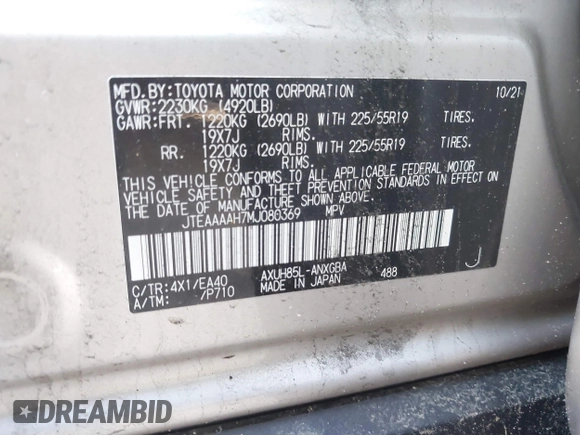 MFD.BY:TOYOTA MOTOR CORPORATION 10/21
GVWR:2230KG (4920LB)
GAWR:FRT. 1220KG (2690LB) WITH 225/55R19 TIRES.
19X7J RIMS.
RR. 1220KG (2690LB) WITH 225/55R19 TIRES.
19X7J RIMS.
THIS VEHICLE CONFORMS TO ALL APPLICABLE FEDERAL MOTOR
VEHICLE SAFETY AND THEFT PREVENTION STANDARDS IN EFFECT
ON THE DATE OF MANUFACTURE SHOWN ABOVE.
JTEAAAAH7MJ080369 MPV
J
C/TR:4X1/EA40 AXUH85L-ANXGBA 488
A/TM: /P710 MADE IN JAPAN
DREAMBID